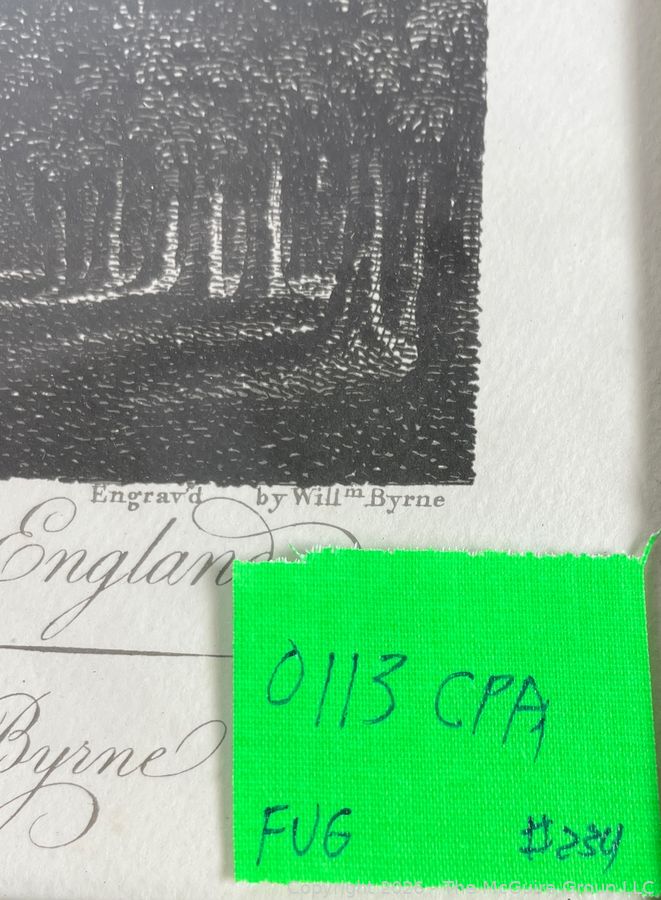 Engrav'd by Willm Byrne
England
Byrne
0113 CPA
FUG #234
Copyright 2026 - The McGuire Group LLC